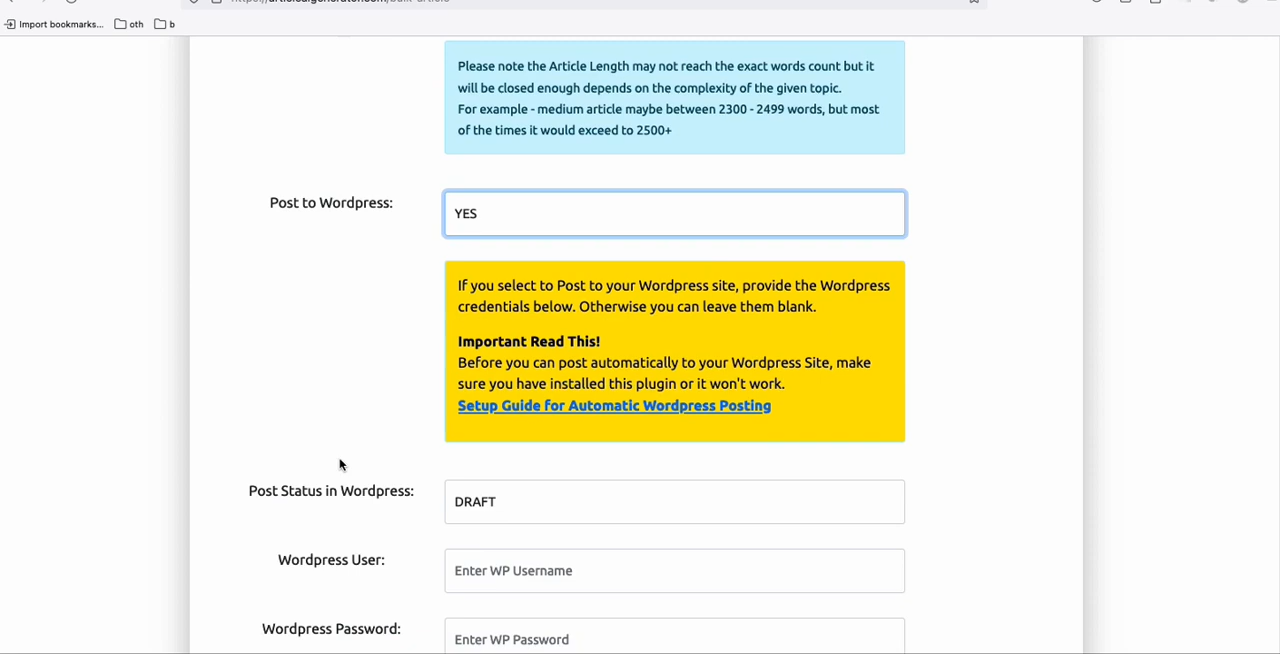 Import bookmarks...
oth
b
Please note the Article Length may not reach the exact words count but it
will be closed enough depends on the complexity of the given topic.
For example - medium article maybe between 2300 - 2499 words, but most
of the times it would exceed to 2500+
Post to Wordpress:
YES
If you select to Post to your Wordpress site, provide the Wordpress
credentials below. Otherwise you can leave them blank.
Important Read This!
Before you can post automatically to your Wordpress Site, make
sure you have installed this plugin or it won't work.
Setup Guide for Automatic Wordpress Posting
Post Status in Wordpress:
DRAFT
Wordpress User:
Enter WP Username
Wordpress Password:
Enter WP Password